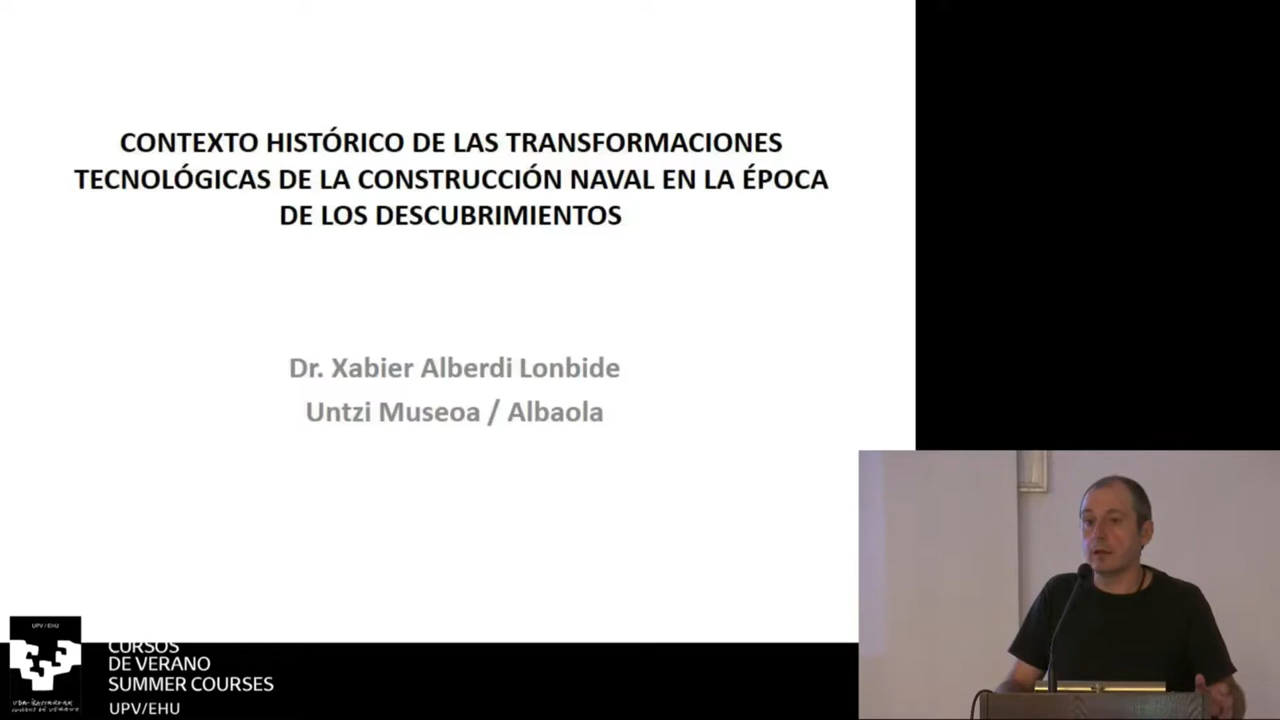 CONTEXTO HISTÓRICO DE LAS TRANSFORMACIONES
TECNOLÓGICAS DE LA CONSTRUCCIÓN NAVAL EN LA ÉPOCA
DE LOS DESCUBRIMIENTOS
Dr. Xabier Alberdi Lonbide
Untzi Museoa / Albaola
UPV / EHU
CURSOS
DE VERANO
SUMMER COURSES
UPV/EHU